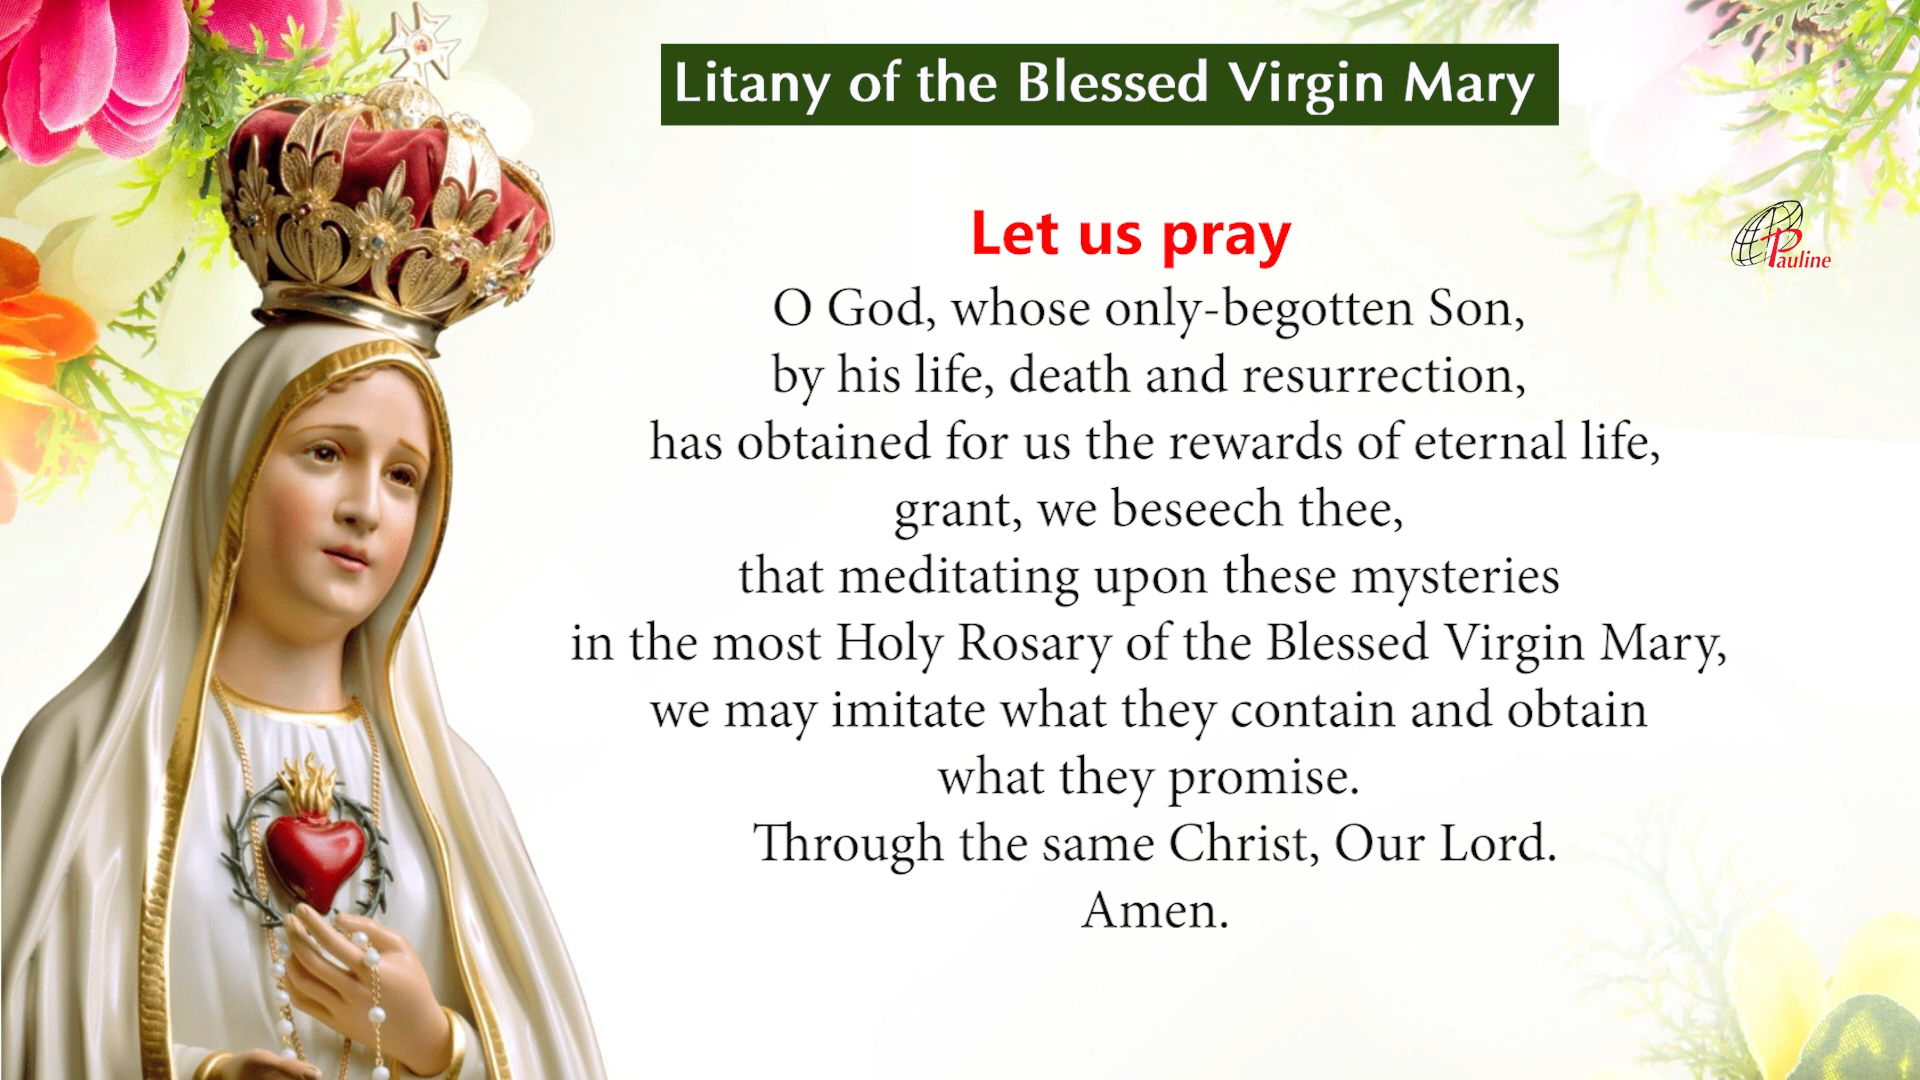 Litany of the Blessed Virgin Mary
Let us pray
Pauline
O God, whose only-begotten Son,
by his life, death and resurrection,
has obtained for us the rewards of eternal life,
grant, we beseech thee,
that meditating upon these mysteries
in the most Holy Rosary of the Blessed Virgin Mary,
we may imitate what they contain and obtain
what they promise.
Through the same Christ, Our Lord.
Amen.